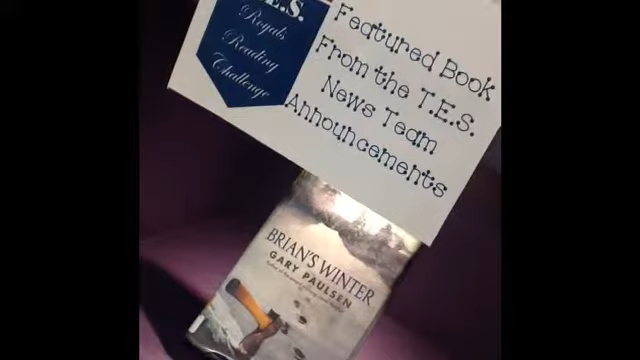 T.E.S.
Royals
Reading
Challenge
Featured Book
From the T.E.S.
News Team
Announcements
BRIAN'S WINTER
GARY PAULSEN